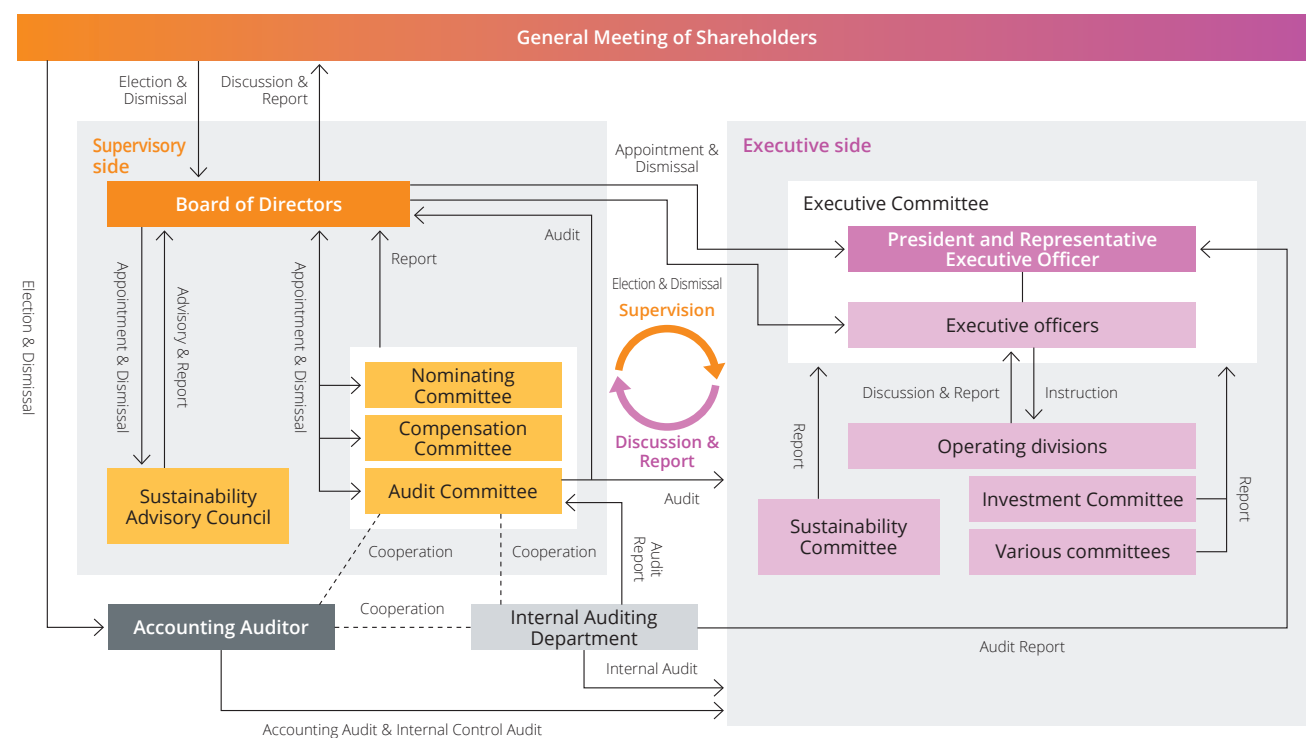 General Meeting of Shareholders
Election &
Dismissal
Discussion &
Report
Supervisory
side
Board of Directors
Appointment &
Dismissal
Executive side
Executive Committee
President and Representative
Executive Officer
Audit
Report
Election & Dismissal
Supervision
Executive officers
Election & Dismissal
Appointment & Dismissal
Advisory & Report
Appointment & Dismissal
Nominating
Committee
Compensation
Committee
Audit Committee
Discussion &
Report
Audit
Discussion & Report
Instruction
Operating divisions
Report
Investment Committee
Various committees
Report
Sustainability
Committee
Sustainability
Advisory Council
Cooperation
Cooperation
Audit
Report
Cooperation
Accounting Auditor
Internal Auditing
Department
Audit Report
Internal Audit
Accounting Audit & Internal Control Audit